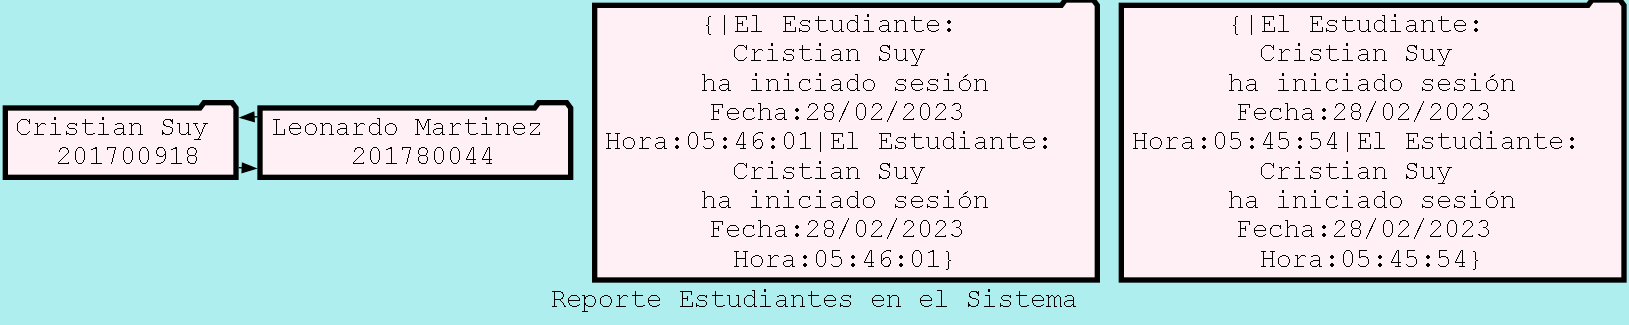 Cristian Suy
201700918
Leonardo Martinez
201780044
{|El Estudiante:
Cristian Suy
ha iniciado sesión
Fecha:28/02/2023
Hora:05:46:01|El Estudiante:
Cristian Suy
ha iniciado sesión
Fecha:28/02/2023
Hora:05:46:01}
{|El Estudiante:
Cristian Suy
ha iniciado sesión
Fecha:28/02/2023
Hora:05:45:54|El Estudiante:
Cristian Suy
ha iniciado sesión
Fecha:28/02/2023
Hora:05:45:54}
Reporte Estudiantes en el Sistema